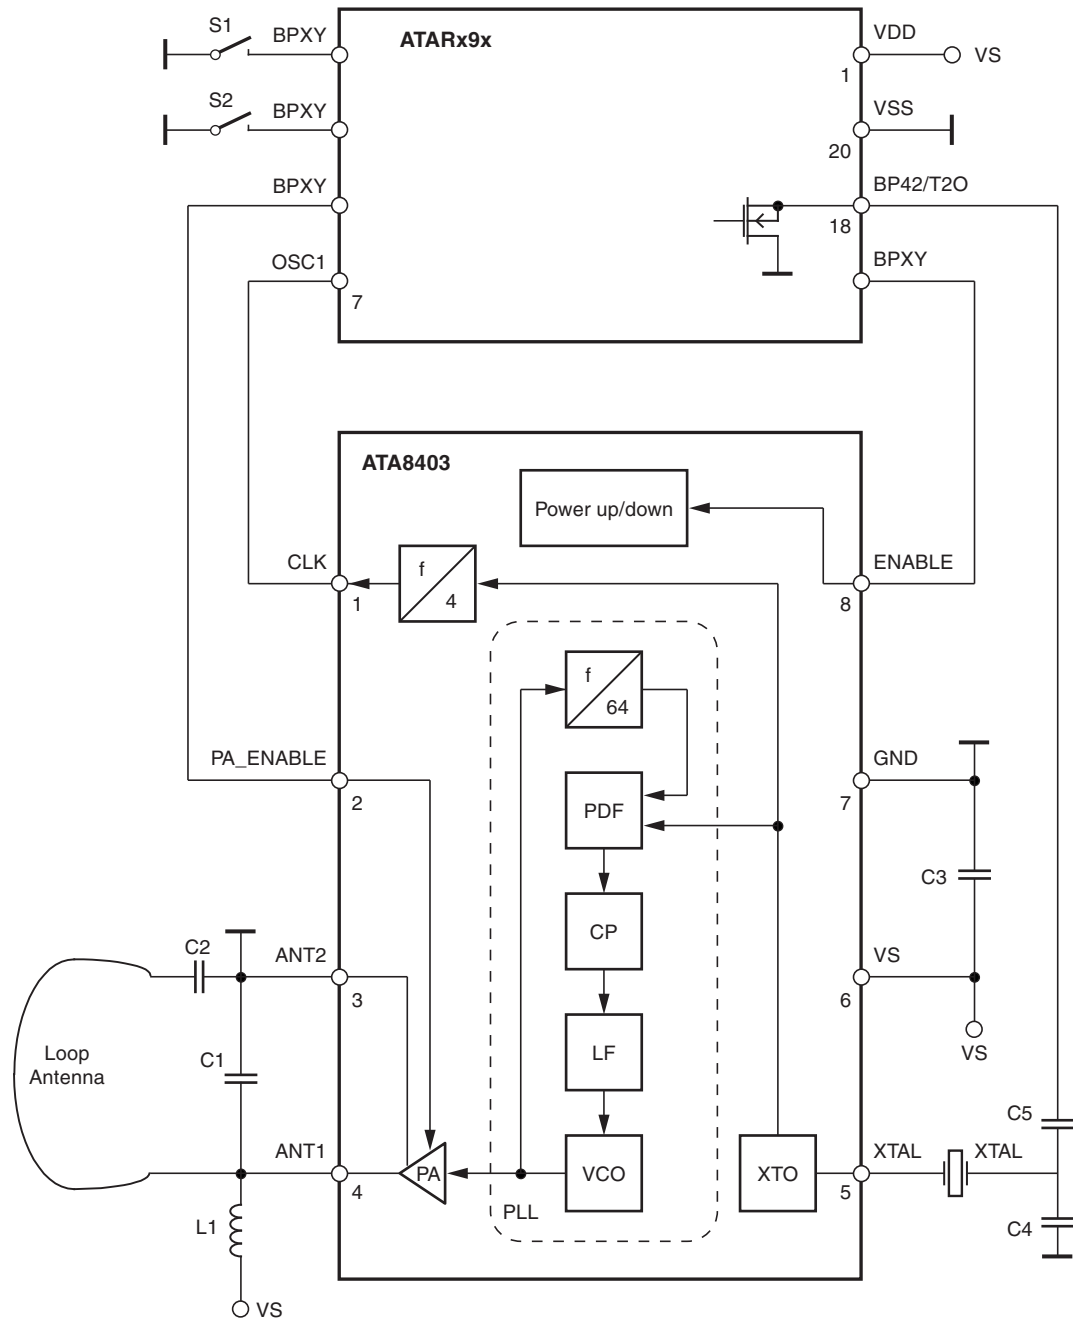 S1
BPXY
ATARx9x
VDD
VS
1
S2
BPXY
VSS
20
BPXY
BP42/T2O
18
OSC1
7
BPXY
ATA8403
Power up/down
CLK
1
f
4
ENABLE
8
f
64
PA_ENABLE
2
GND
7
PDF
C3
C2
ANT2
3
CP
VS
6
VS
Loop
Antenna
C1
LF
C5
ANT1
4
PA
VCO
XTO
XTAL
5
XTAL
PLL
L1
C4
VS